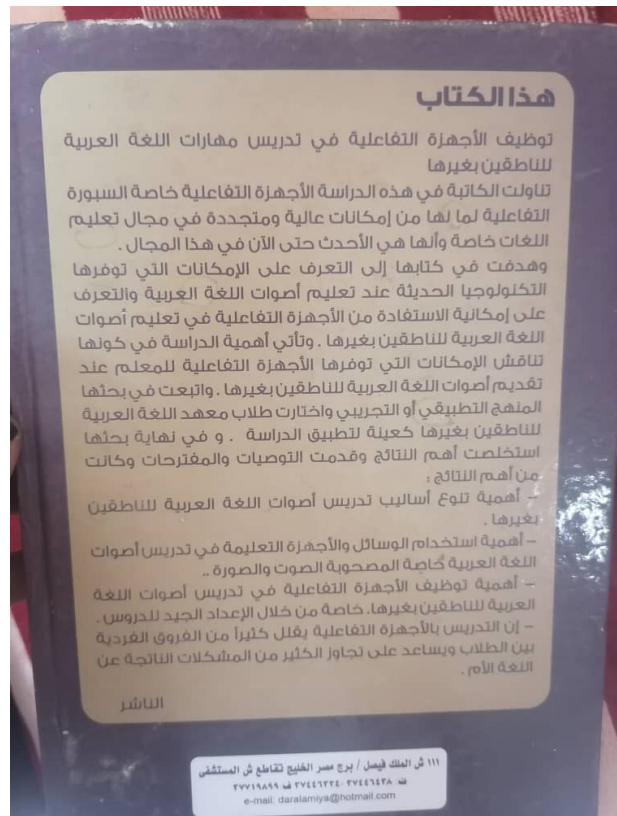 هذا الكتاب
توظيف الأجهزة التفاعلية في تدريس مهارات اللغة العربية
للناطقين بغيرها
تناولت الكاتبة في هذه الدراسة الأجهزة التفاعلية خاصة السبورة
التفاعلية لما لها من إمكانات عالية ومتجددة في مجال تعليم
اللغات خاصة وأنها هي الأحدث حتى الآن في هذا المجال .
وهدفت في كتابها إلى التعرف على الإمكانات التي توفرها
التكنولوجيا الحديثة عند تعليم أصوات اللغة العربية والتعرف
على إمكانية الاستفادة من الأجهزة التفاعلية في تعليم أصوات
اللغة العربية للناطقين بغيرها . وتأتي أهمية الدراسة في كونها
تناقش الإمكانات التي توفرها الأجهزة التفاعلية للمعلم عند
تقديم أصوات اللغة العربية للناطقين بغيرها . واتبعت في بحثها
المنهج التطبيقي أو التجريبي واختارت طلاب معهد اللغة العربية
للناطقين بغيرها كعينة لتطبيق الدراسة . و في نهاية بحثها
استخلصت أهم النتائج وقدمت التوصيات والمقترحات وكانت
من أهم النتائج :
– أهمية تنوع أساليب تدريس أصوات اللغة العربية للناطقين
بغيرها .
– أهمية استخدام الوسائل والأجهزة التعليمة في تدريس أصوات
اللغة العربية خاصة المصحوبة الصوت والصورة ..
– أهمية توظيف الأجهزة التفاعلية في تدريس أصوات اللغة
العربية للناطقين بغيرها، خاصة من خلال الإعداد الجيد للدروس .
– إن التدريس بالأجهزة التفاعلية يقلل كثيراً من الفروق الفردية
بين الطلاب ويساعد على تجاوز الكثير من المشكلات الناتجة عن
اللغة الأم .
الناشر
١١١ ش الملك فيصل / برج مصر الخليج تقاطع ش المستشفى
ت ٣٧٤٤٦٤٣٨ ٣٧٤٤٦٣٢٤ ف ٣٧٧١٩٨٩٩
e-mail: daralamiya@hotmail.com